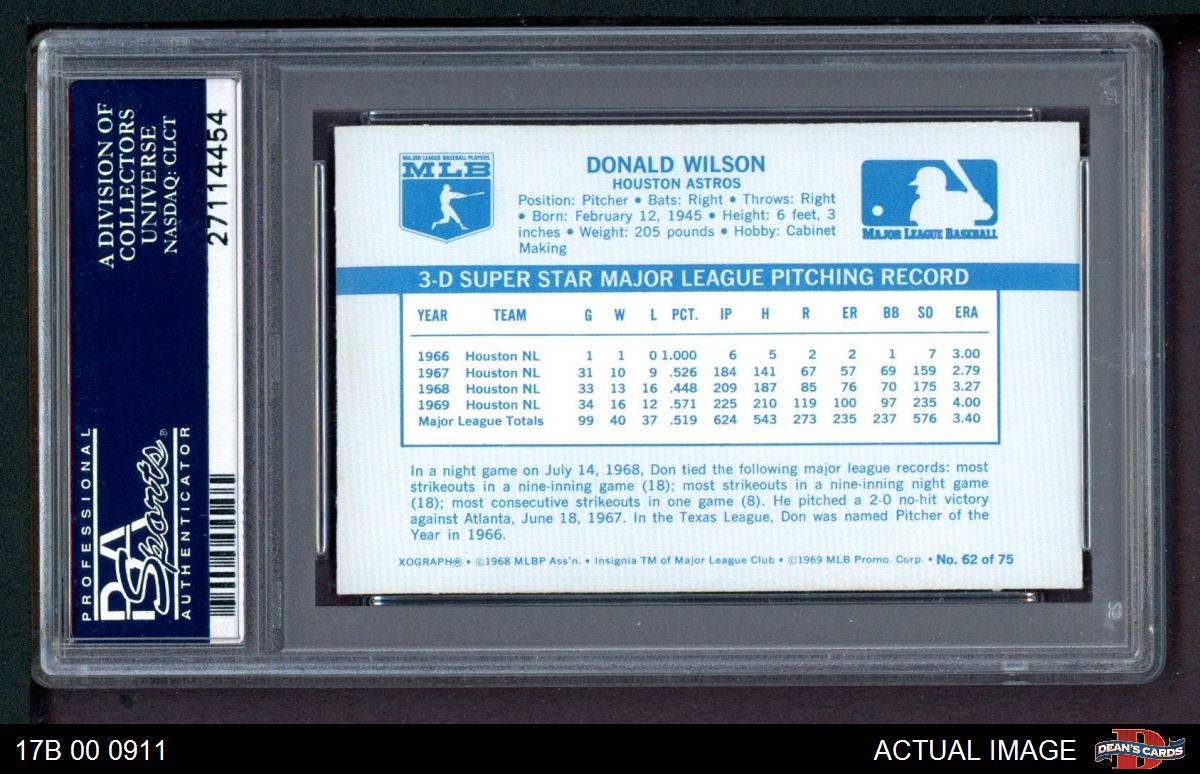 A DIVISION OF
COLLECTORS
UNIVERSE
NASDAQ: CLCT
27114454
PROFESSIONAL
PSA
Sports®
AUTHENTICATOR
MAJOR LEAGUE BASEBALL PLAYERS
MLB
DONALD WILSON
HOUSTON ASTROS
Position: Pitcher • Bats: Right • Throws: Right
• Born: February 12, 1945 • Height: 6 feet, 3
inches • Weight: 205 pounds • Hobby: Cabinet
Making
MAJOR LEAGUE BASEBALL
3-D SUPER STAR MAJOR LEAGUE PITCHING RECORD
YEAR TEAM G W L PCT. IP H R ER BB SO ERA
1966 Houston NL 1 1 0 1.000 6 5 2 2 1 7 3.00
1967 Houston NL 31 10 9 .526 184 141 67 57 69 159 2.79
1968 Houston NL 33 13 16 .448 209 187 85 76 70 175 3.27
1969 Houston NL 34 16 12 .571 225 210 119 100 97 235 4.00
Major League Totals 99 40 37 .519 624 543 273 235 237 576 3.40
In a night game on July 14, 1968, Don tied the following major league records: most
strikeouts in a nine-inning game (18); most strikeouts in a nine-inning night game
(18); most consecutive strikeouts in one game (8). He pitched a 2-0 no-hit victory
against Atlanta, June 18, 1967. In the Texas League, Don was named Pitcher of the
Year in 1966.
XOGRAPH® • ©1968 MLBP Ass'n. • Insignia TM of Major League Club • ©1969 MLB Promo. Corp. • No. 62 of 75
17B 00 0911
ACTUAL IMAGE
DEAN'S CARDS